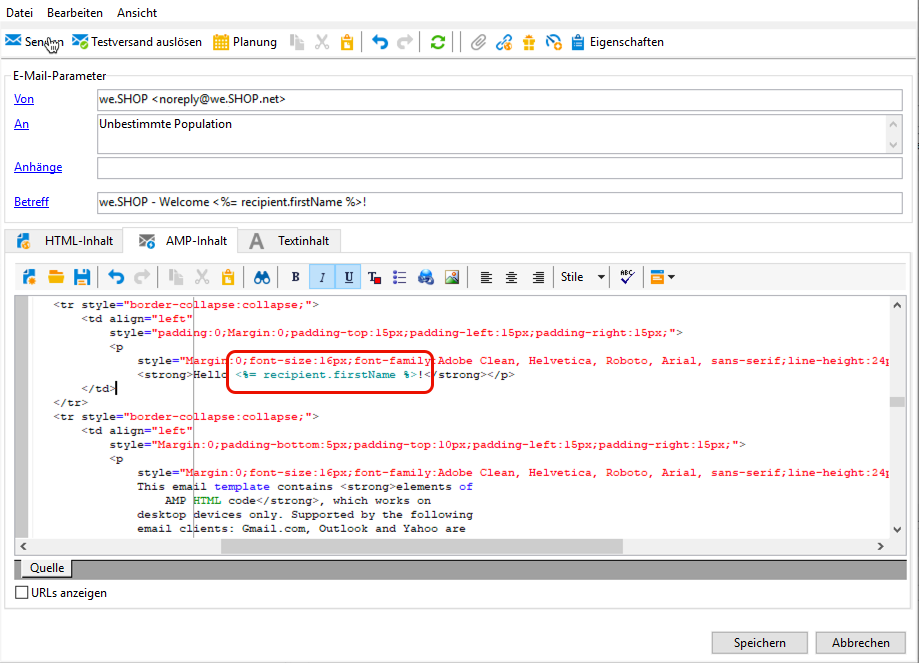 Datei Bearbeiten Ansicht
Senden Testversand auslösen Planung Eigenschaften
E-Mail-Parameter
Von we.SHOP <noreply@we.SHOP.net>
An Unbestimmte Population
Anhänge
Betreff we.SHOP - Welcome <%= recipient.firstName %>!
HTML-Inhalt AMP-Inhalt A Textinhalt
B I U T Stile ABC
<tr style="border-collapse:collapse;">
<td align="left"
style="padding:0;Margin:0;padding-top:15px;padding-left:15px;padding-right:15px;">
<p
style="Margin:0;font-size:16px;font-family:Adobe Clean, Helvetica, Roboto, Arial, sans-serif;line-height:24p
<strong>Hello <%= recipient.firstName %>!</strong></p>
</td>
</tr>
<tr style="border-collapse:collapse;">
<td align="left"
style="Margin:0;padding-bottom:5px;padding-top:10px;padding-left:15px;padding-right:15px;">
<p
style="Margin:0;font-size:16px;font-family:Adobe Clean, Helvetica, Roboto, Arial, sans-serif;line-height:24p
This email template contains <strong>elements of
AMP HTML code</strong>, which works on
desktop devices only. Supported by the following
email clients: Gmail.com, Outlook and Yahoo are
Quelle
URLs anzeigen
Speichern Abbrechen